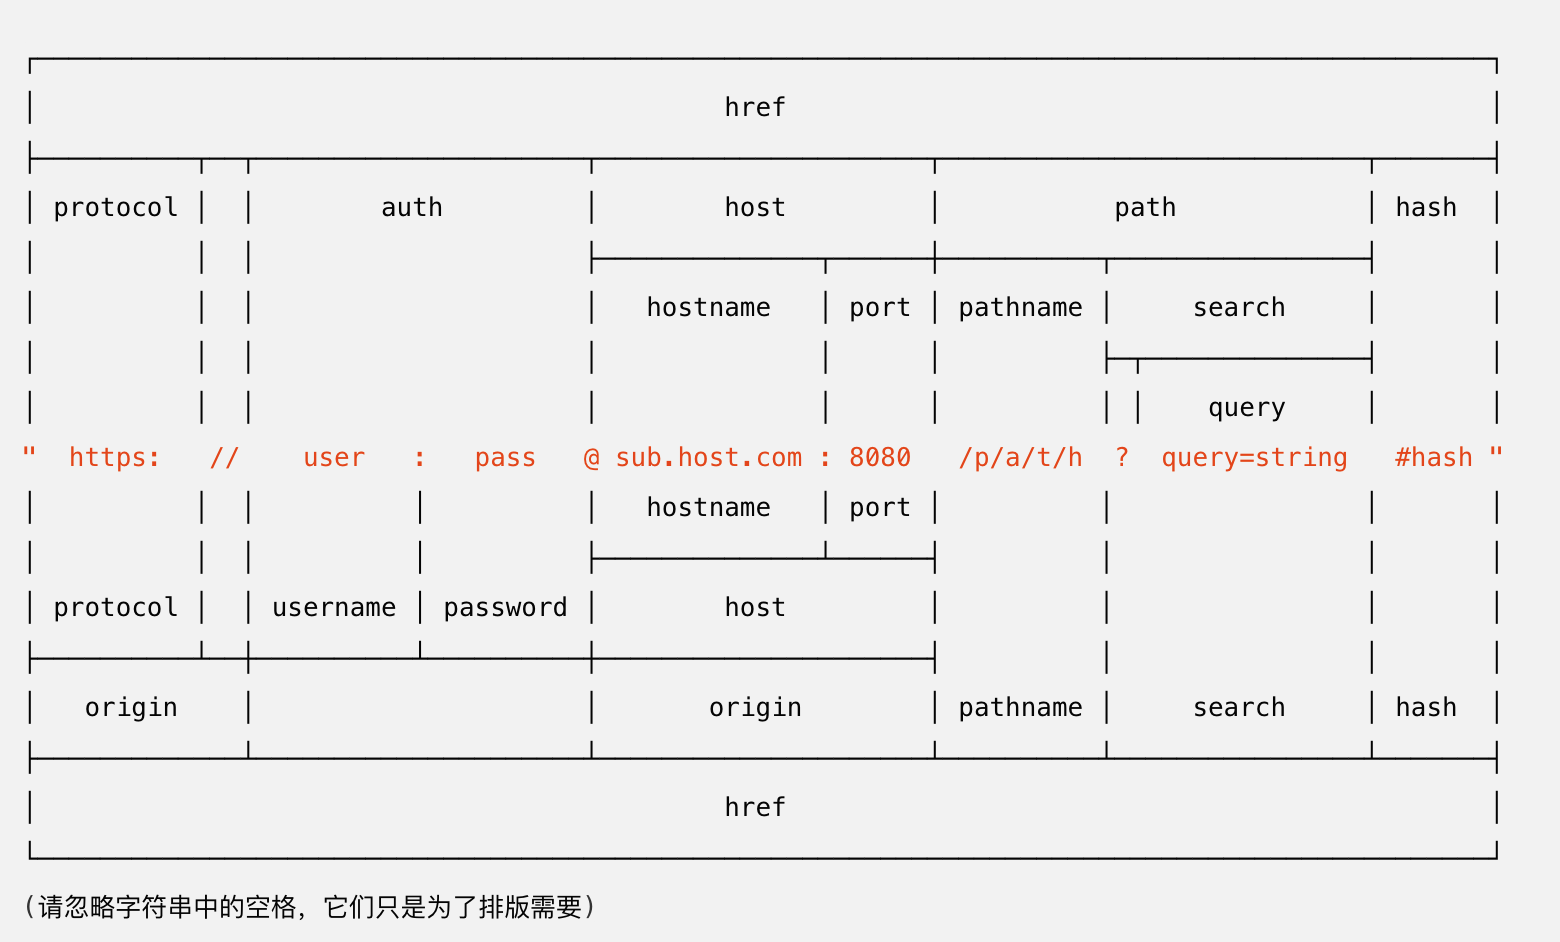 href
protocol auth host path hash
hostname port pathname search
query
" https: // user : pass @ sub.host.com : 8080 /p/a/t/h ? query=string #hash "
hostname port
protocol username password host
origin origin pathname search hash
href
(请忽略字符串中的空格，它们只是为了排版需要)